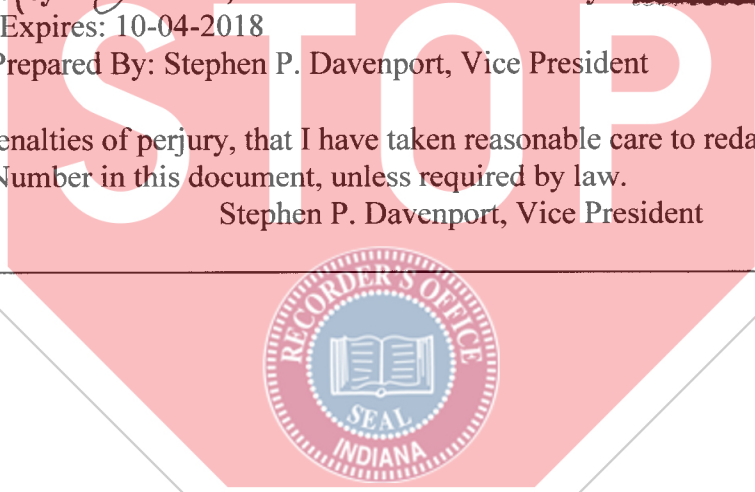 Expires: 10-04-2018
Prepared By: Stephen P. Davenport, Vice President
enalties of perjury, that I have taken reasonable care to reda
Number in this document, unless required by law.
Stephen P. Davenport, Vice President
STOP
RECORDER'S OFFICE
SEAL
INDIANA